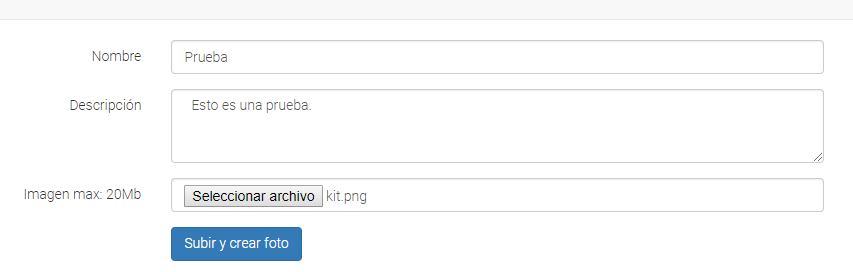 Nombre
Prueba
Descripción
Esto es una prueba.
Imagen max: 20Mb
Seleccionar archivo kit.png
Subir y crear foto